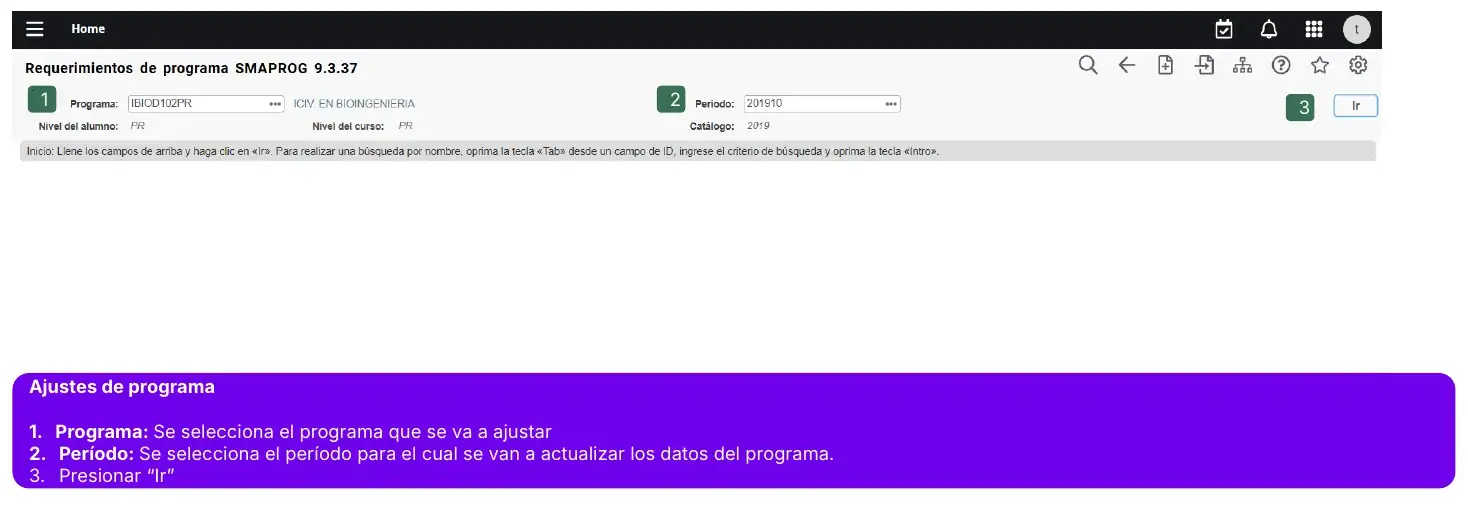 Home
t
Requerimientos de programa SMAPROG 9.3.37
1 Programa: IBIOD102PR ICIV. EN BIOINGENIERIA 2 Periodo: 201910 3 Ir
Nivel del alumno: PR Nivel del curso: PR Catálogo: 2019
Inicio: Llene los campos de arriba y haga clic en «Ir». Para realizar una búsqueda por nombre, oprima la tecla «Tab» desde un campo de ID, ingrese el criterio de búsqueda y oprima la tecla «Intro».
Ajustes de programa
1. Programa: Se selecciona el programa que se va a ajustar
2. Período: Se selecciona el período para el cual se van a actualizar los datos del programa.
3. Presionar “Ir”